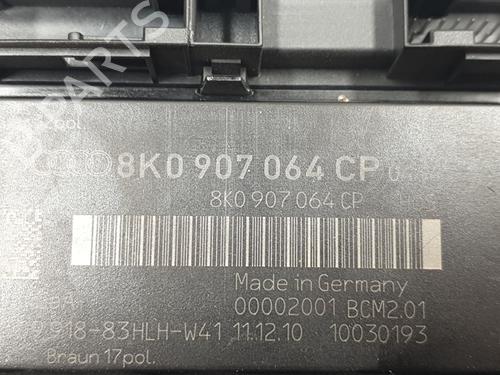 pol
8K0 907 064 CP
8K0 907 064 CP
Made in Germany
00002001 BCM2.01
918-83HLH-W41 11.12.10 10030193
Braun 17pol.